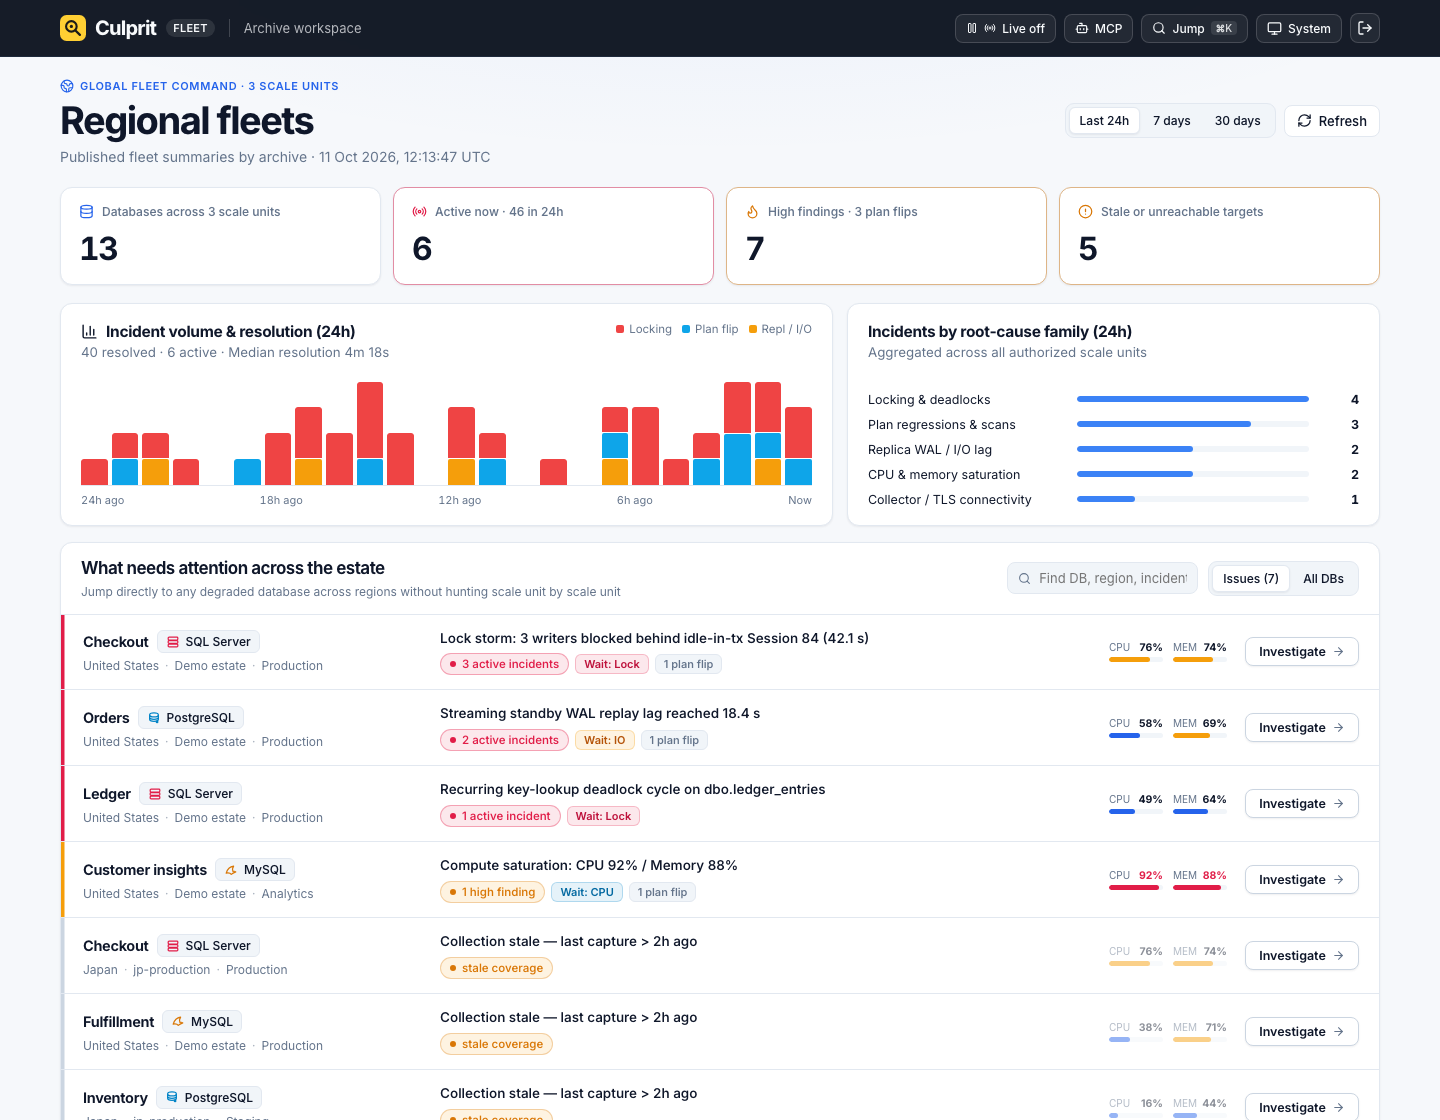 Culprit FLEET Archive workspace Live off MCP Jump ⌘K System
GLOBAL FLEET COMMAND · 3 SCALE UNITS
Regional fleets
Last 24h 7 days 30 days Refresh
Published fleet summaries by archive · 11 Oct 2026, 12:13:47 UTC
Databases across 3 scale units
13
Active now · 46 in 24h
6
High findings · 3 plan flips
7
Stale or unreachable targets
5
Incident volume & resolution (24h)
Locking Plan flip Repl / I/O
40 resolved · 6 active · Median resolution 4m 18s
24h ago 18h ago 12h ago 6h ago Now
Incidents by root-cause family (24h)
Aggregated across all authorized scale units
Locking & deadlocks 4
Plan regressions & scans 3
Replica WAL / I/O lag 2
CPU & memory saturation 2
Collector / TLS connectivity 1
What needs attention across the estate
Jump directly to any degraded database across regions without hunting scale unit by scale unit
Find DB, region, inciden Issues (7) All DBs
Checkout SQL Server
United States · Demo estate · Production
Lock storm: 3 writers blocked behind idle-in-tx Session 84 (42.1 s)
3 active incidents Wait: Lock 1 plan flip
CPU 76% MEM 74% Investigate
Orders PostgreSQL
United States · Demo estate · Production
Streaming standby WAL replay lag reached 18.4 s
2 active incidents Wait: IO 1 plan flip
CPU 58% MEM 69% Investigate
Ledger SQL Server
United States · Demo estate · Production
Recurring key-lookup deadlock cycle on dbo.ledger_entries
1 active incident Wait: Lock
CPU 49% MEM 64% Investigate
Customer insights MySQL
United States · Demo estate · Analytics
Compute saturation: CPU 92% / Memory 88%
1 high finding Wait: CPU 1 plan flip
CPU 92% MEM 88% Investigate
Checkout SQL Server
Japan · jp-production · Production
Collection stale — last capture > 2h ago
stale coverage
CPU 76% MEM 74% Investigate
Fulfillment MySQL
United States · Demo estate · Production
Collection stale — last capture > 2h ago
stale coverage
CPU 38% MEM 71% Investigate
Inventory PostgreSQL
Collection stale — last capture > 2h ago
CPU 16% MEM 44% Investigate